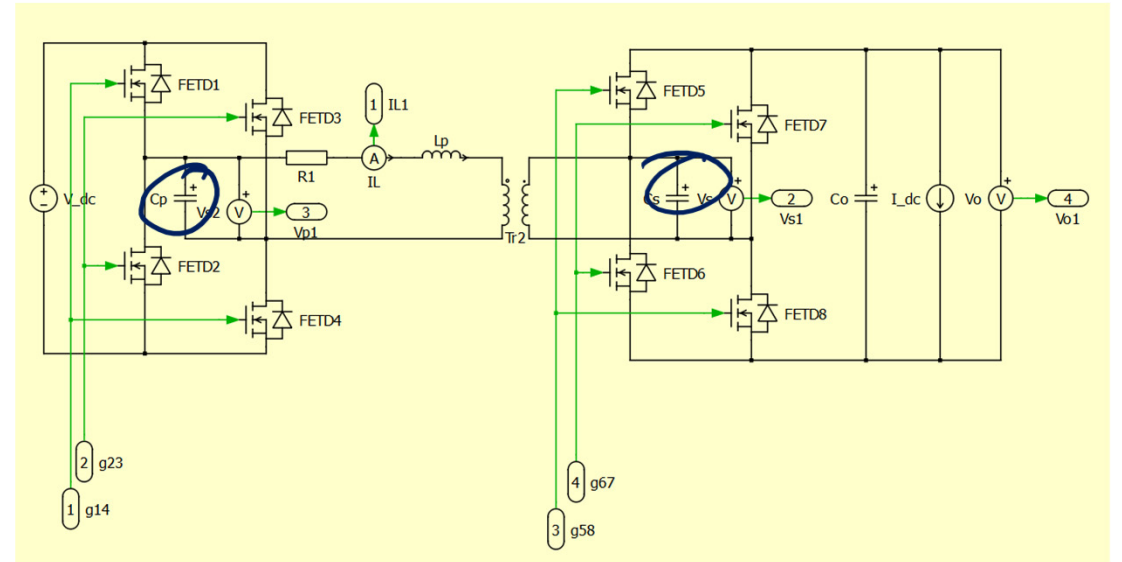 FETD1
FETD3
1 IL1
Lp
A
IL
R1
V_dc
Cp
Vs2
V
3
Vp1
FETD2
FETD4
Tr2
2 g23
1 g14
FETD5
FETD7
Cs
Vs
V
2
Vs1
Co
I_dc
Vo
V
4
Vo1
FETD6
FETD8
4 g67
3 g58